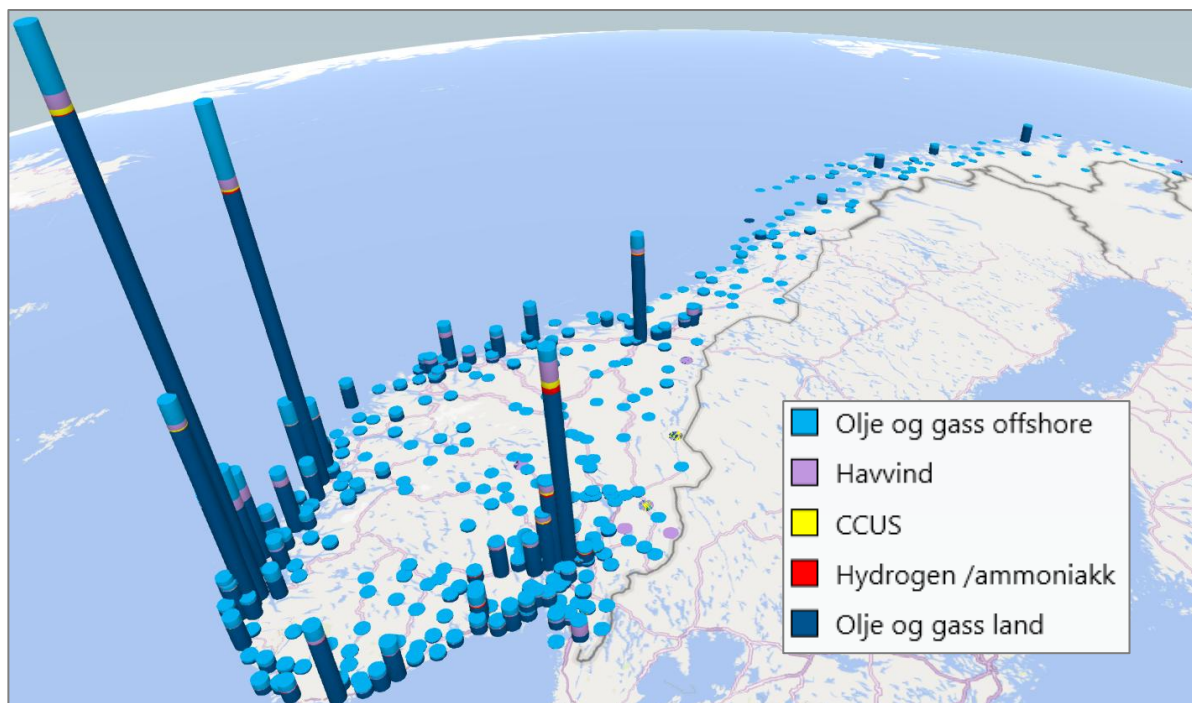 Olje og gass offshore
Havvind
CCUS
Hydrogen /ammoniakk
Olje og gass land